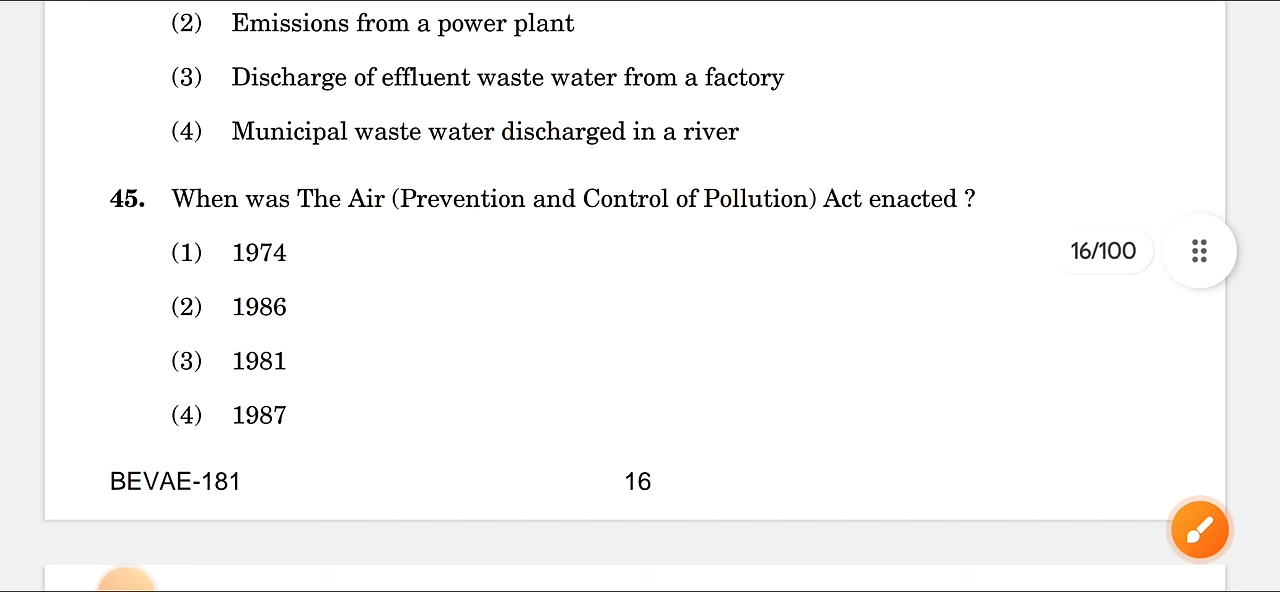 (2) Emissions from a power plant
(3) Discharge of effluent waste water from a factory
(4) Municipal waste water discharged in a river
45. When was The Air (Prevention and Control of Pollution) Act enacted ?
(1) 1974
16/100
(2) 1986
(3) 1981
(4) 1987
BEVAE-181 16